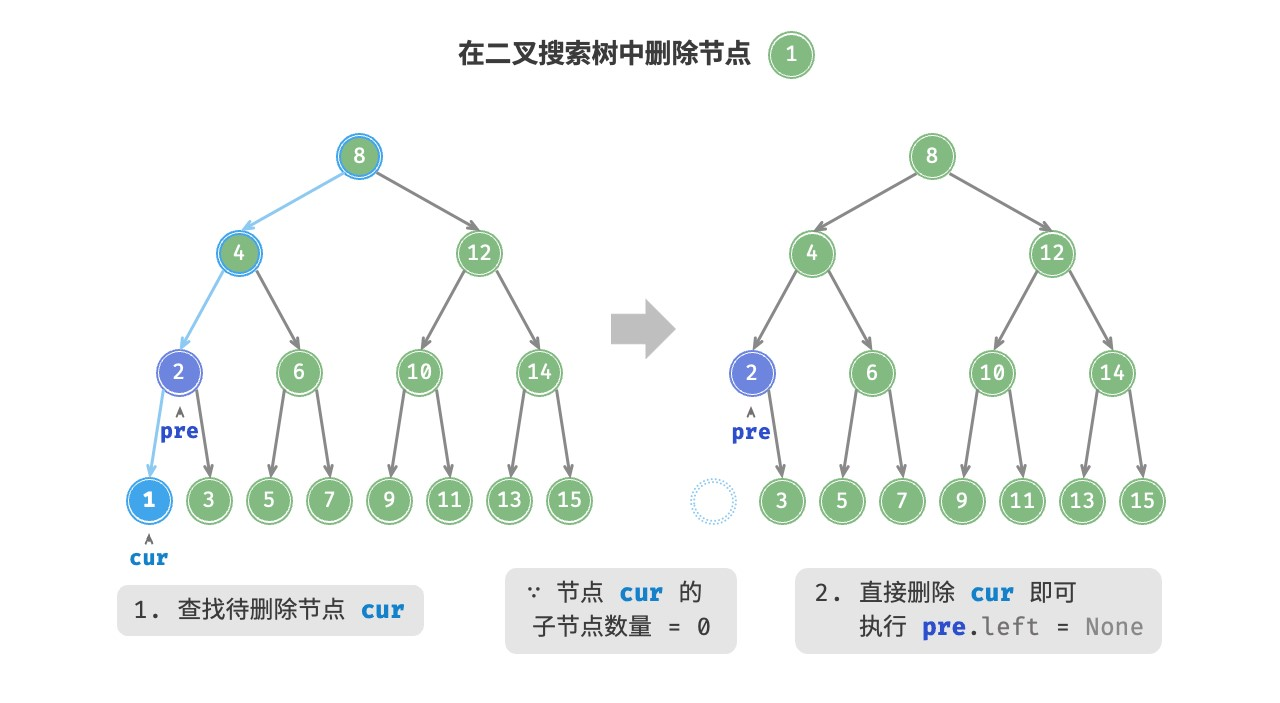 在二叉搜索树中删除节点 1
8 8
4 12 4 12
2 6 10 14 2 6 10 14
pre pre
1 3 5 7 9 11 13 15 3 5 7 9 11 13 15
cur
1. 查找待删除节点 cur
∵ 节点 cur 的
子节点数量 = 0
2. 直接删除 cur 即可
执行 pre.left = None